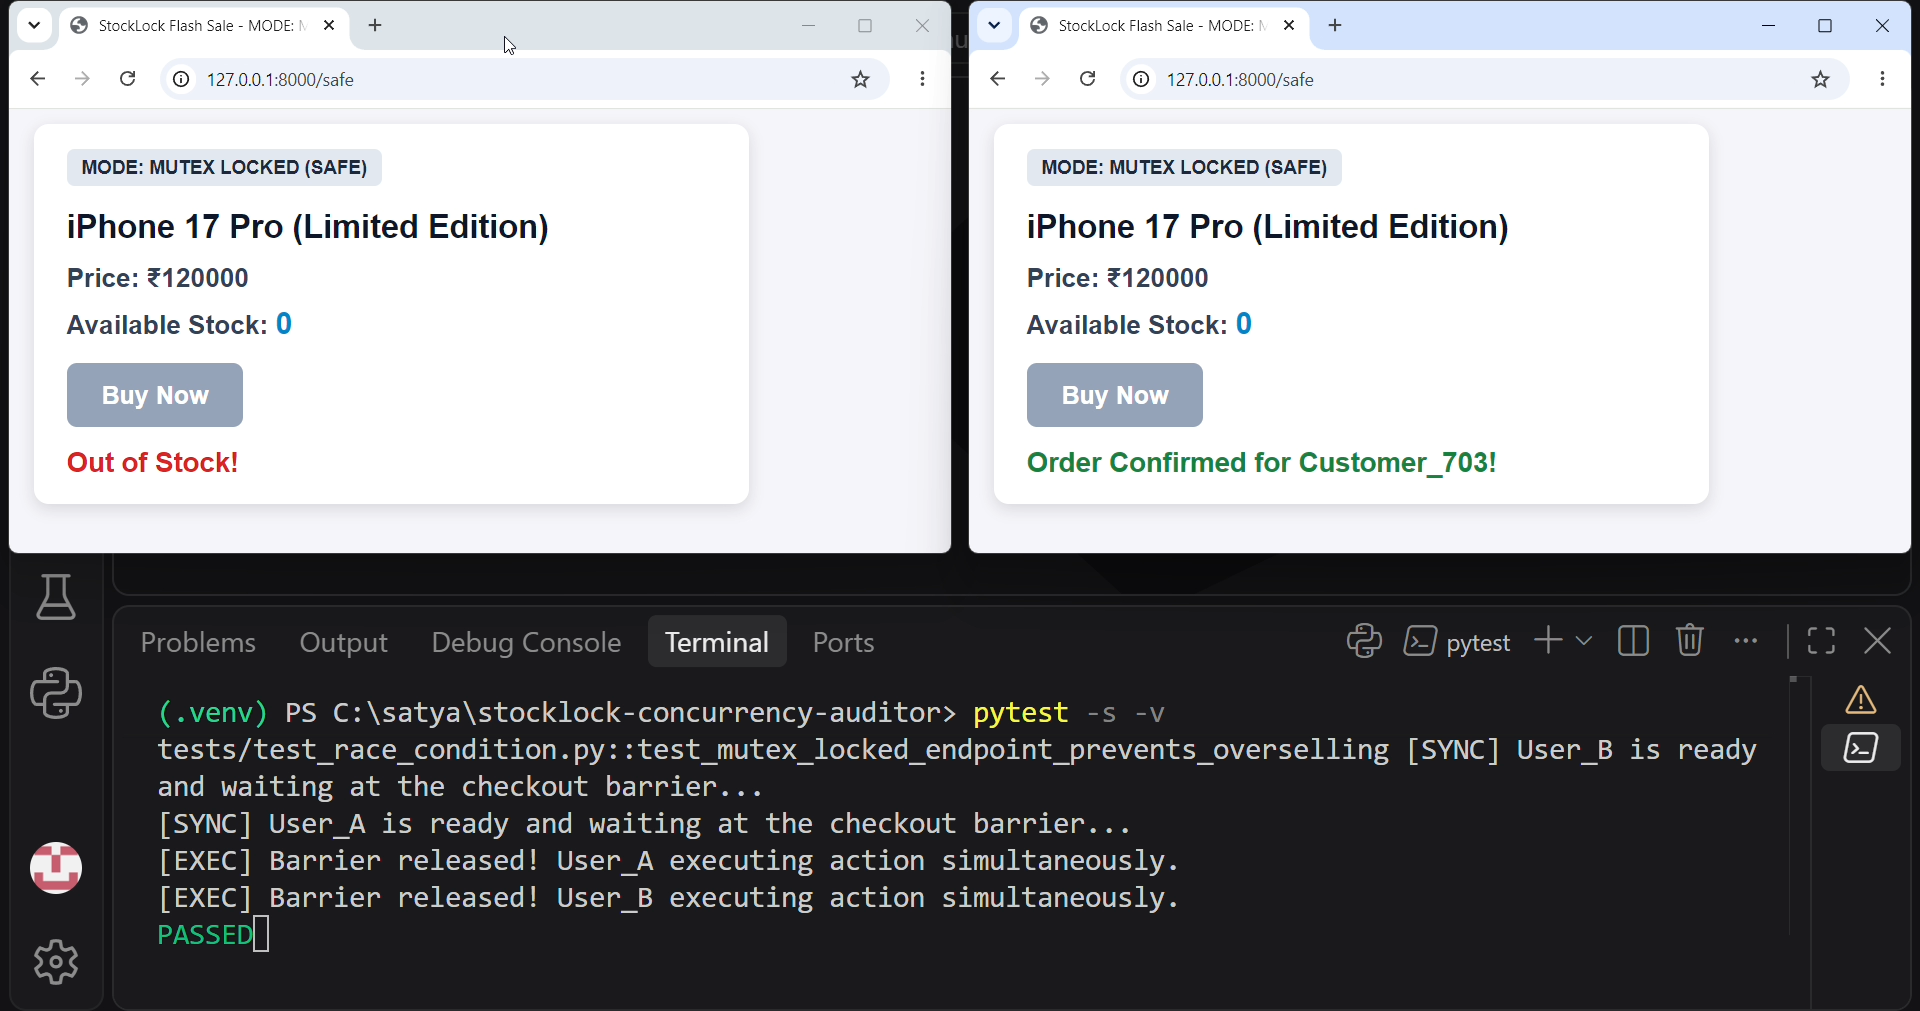 StockLock Flash Sale - MODE:
127.0.0.1:8000/safe
MODE: MUTEX LOCKED (SAFE)
iPhone 17 Pro (Limited Edition)
Price: ₹120000
Available Stock: 0
Buy Now
Out of Stock!
StockLock Flash Sale - MODE:
127.0.0.1:8000/safe
MODE: MUTEX LOCKED (SAFE)
iPhone 17 Pro (Limited Edition)
Price: ₹120000
Available Stock: 0
Buy Now
Order Confirmed for Customer_703!
Problems Output Debug Console Terminal Ports pytest
(.venv) PS C:\satya\stocklock-concurrency-auditor> pytest -s -v
tests/test_race_condition.py::test_mutex_locked_endpoint_prevents_overselling [SYNC] User_B is ready
and waiting at the checkout barrier...
[SYNC] User_A is ready and waiting at the checkout barrier...
[EXEC] Barrier released! User_A executing action simultaneously.
[EXEC] Barrier released! User_B executing action simultaneously.
PASSED